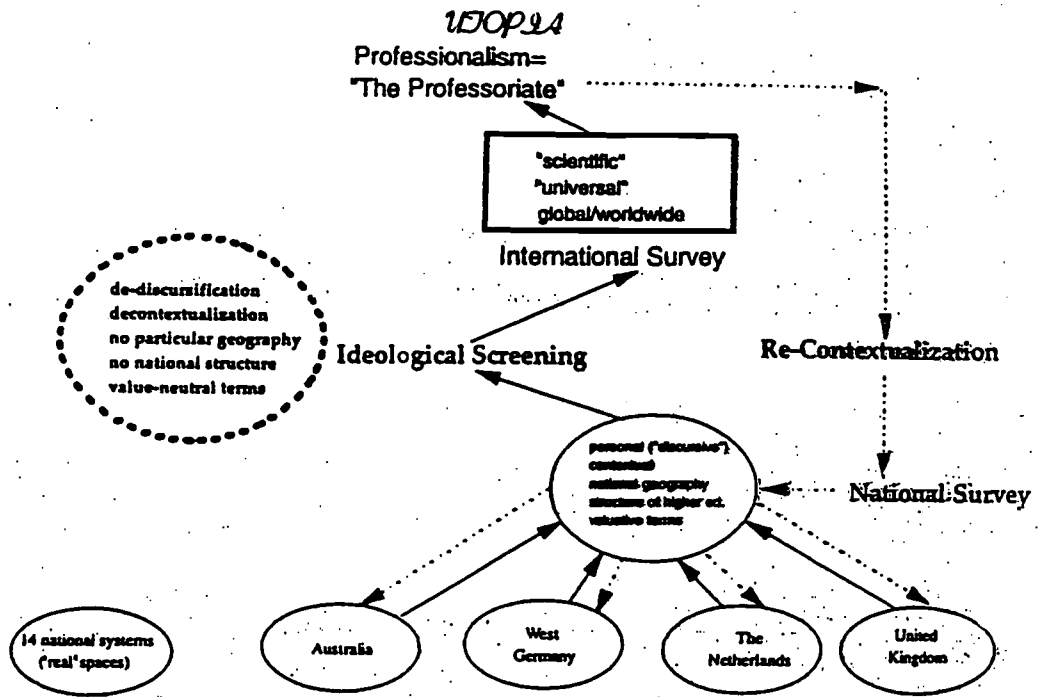 UTOPIA
Professionalism=
"The Professoriate"
"scientific"
"universal"
global/worldwide
International Survey
de-discursification
decontextualization
no particular geography
no national structure
value-neutral terms
Ideological Screening
Re-Contextualization
personal ("discursive")
contextual
national geography
structure of higher ed.
valuative terms
National Survey
14 national systems
("real" spaces)
Australia
West
Germany
The
Netherlands
United
Kingdom